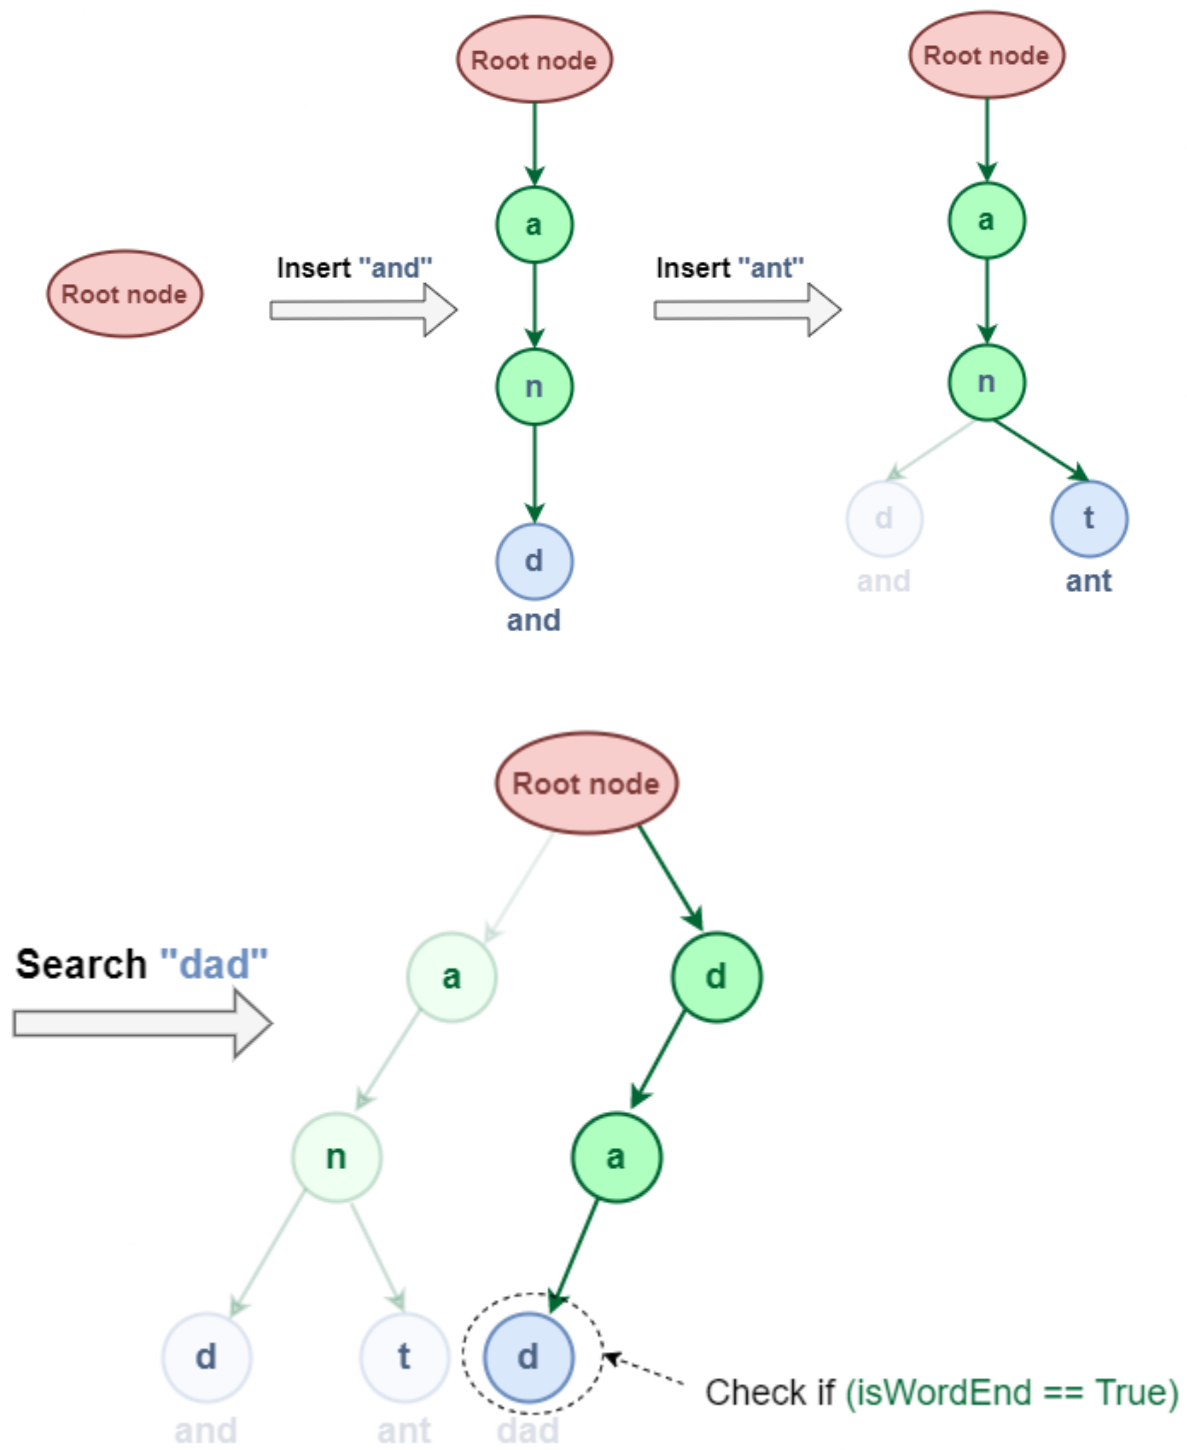 Root node
Insert "and"
Root node
a
n
d
and
Insert "ant"
Root node
a
n
d
t
and
ant
Search "dad"
Root node
a
d
n
a
d
t
d
and
ant
dad
Check if (isWordEnd == True)